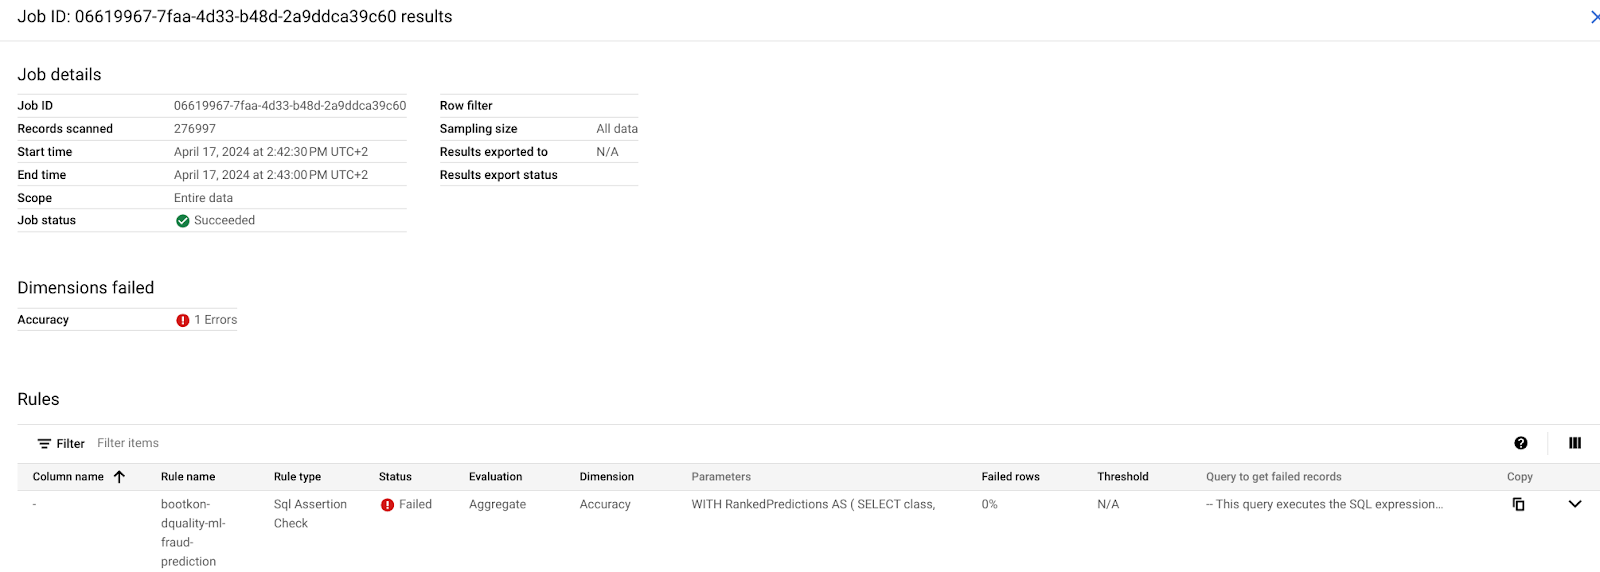 Job ID: 06619967-7faa-4d33-b48d-2a9ddca39c60 results
Job details
Job ID 06619967-7faa-4d33-b48d-2a9ddca39c60
Records scanned 276997
Start time April 17, 2024 at 2:42:30 PM UTC+2
End time April 17, 2024 at 2:43:00 PM UTC+2
Scope Entire data
Job status Succeeded
Row filter
Sampling size All data
Results exported to N/A
Results export status
Dimensions failed
Accuracy 1 Errors
Rules
Filter Filter items
Column name Rule name Rule type Status Evaluation Dimension Parameters Failed rows Threshold Query to get failed records Copy
- bootkon- Sql Assertion Failed Aggregate Accuracy WITH RankedPredictions AS ( SELECT class, 0% N/A -- This query executes the SQL expression...
dquality-ml- Check
fraud-
prediction